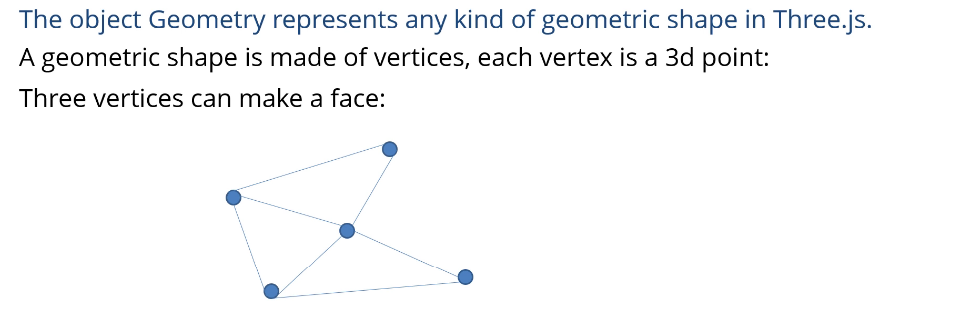 The object Geometry represents any kind of geometric shape in Three.js.
A geometric shape is made of vertices, each vertex is a 3d point:
Three vertices can make a face: